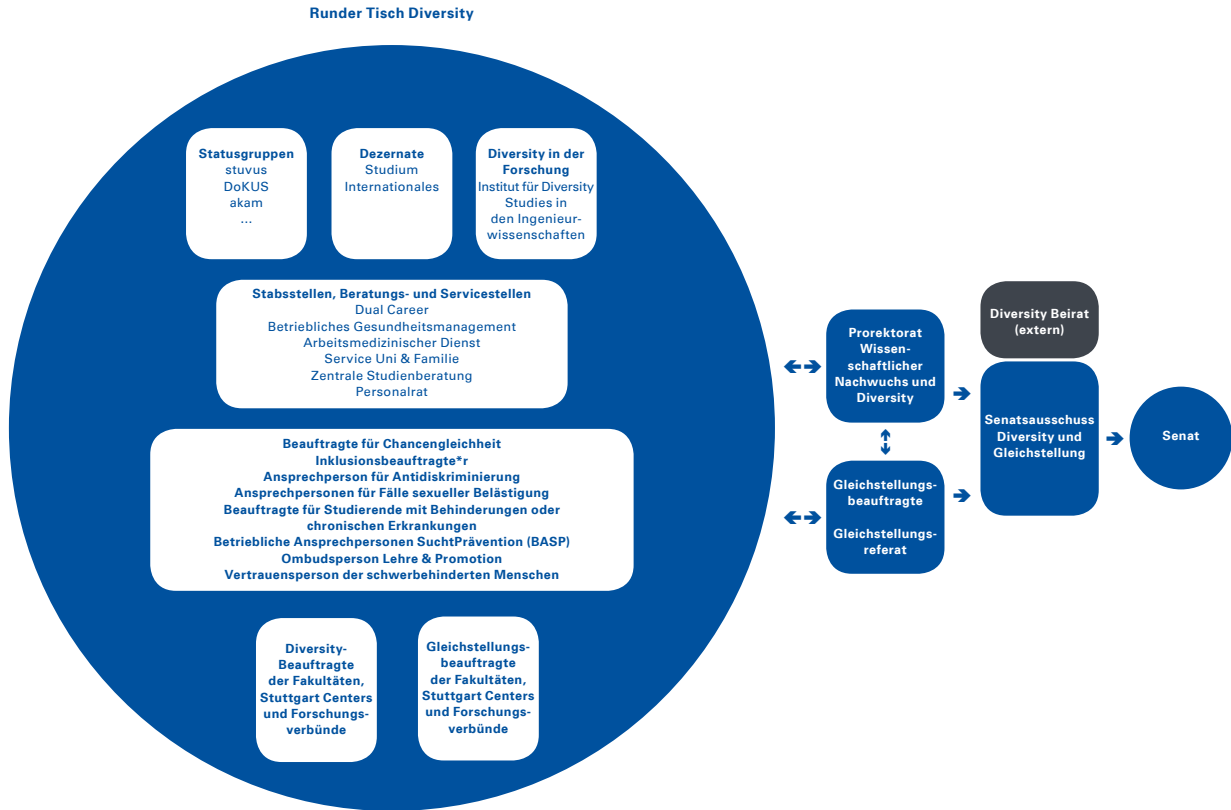 Runder Tisch Diversity
Statusgruppen
stuvus
DoKUS
akam
...
Dezernate
Studium
Internationales
Diversity in der
Forschung
Institut für Diversity
Studies in
den Ingenieur-
wissenschaften
Stabsstellen, Beratungs- und Servicestellen
Dual Career
Betriebliches Gesundheitsmanagement
Arbeitsmedizinischer Dienst
Service Uni & Familie
Zentrale Studienberatung
Personalrat
Beauftragte für Chancengleichheit
Inklusionsbeauftragte*r
Ansprechperson für Antidiskriminierung
Ansprechpersonen für Fälle sexueller Belästigung
Beauftragte für Studierende mit Behinderungen oder
chronischen Erkrankungen
Betriebliche Ansprechpersonen SuchtPrävention (BASP)
Ombudsperson Lehre & Promotion
Vertrauensperson der schwerbehinderten Menschen
Diversity-
Beauftragte
der Fakultäten,
Stuttgart Centers
und Forschungs-
verbünde
Gleichstellungs-
beauftragte
der Fakultäten,
Stuttgart Centers
und Forschungs-
verbünde
Prorektorat
Wissen-
schaftlicher
Nachwuchs und
Diversity
Gleichstellungs-
beauftragte
Gleichstellungs-
referat
Diversity Beirat
(extern)
Senatsausschuss
Diversity und
Gleichstellung
Senat